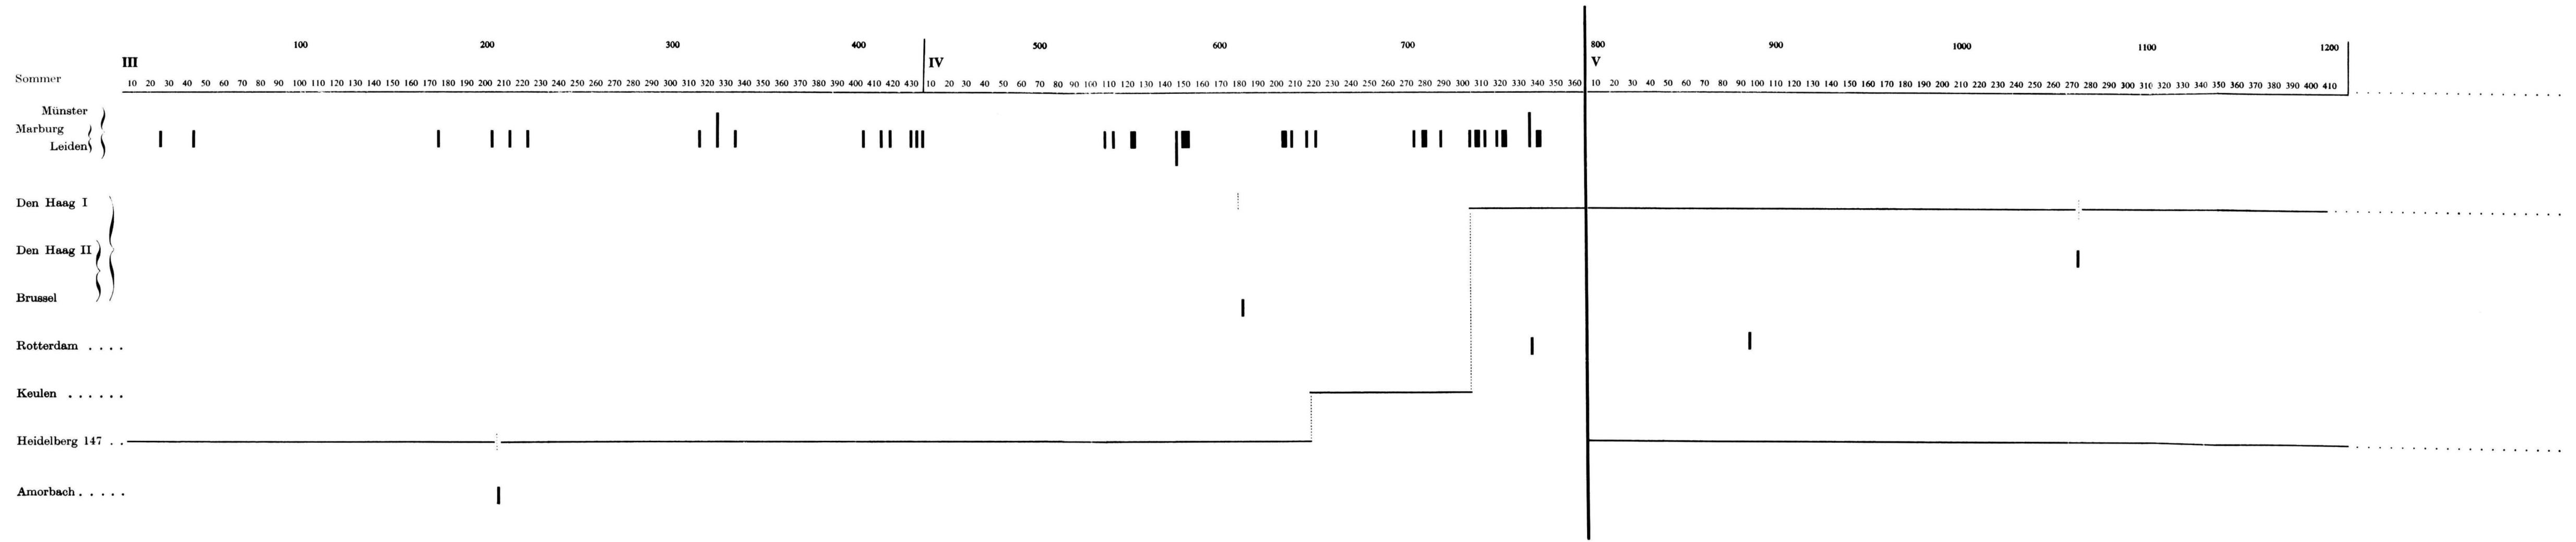 100 200 300 400 500 600 700 800 900 1000 1100 1200
III IV V
Sommer 10 20 30 40 50 60 70 80 90 100 110 120 130 140 150 160 170 180 190 200 210 220 230 240 250 260 270 280 290 300 310 320 330 340 350 360 370 380 390 400 410 420 430 10 20 30 40 50 60 70 80 90 100 110 120 130 140 150 160 170 180 190 200 210 220 230 240 250 260 270 280 290 300 310 320 330 340 350 360 10 20 30 40 50 60 70 80 90 100 110 120 130 140 150 160 170 180 190 200 210 220 230 240 250 260 270 280 290 300 310 320 330 340 350 360 370 380 390 400 410
Münster
Marburg
Leiden
Den Haag I
Den Haag II
Brussel
Rotterdam . . . .
Keulen . . . . . .
Heidelberg 147 . .
Amorbach . . . . .